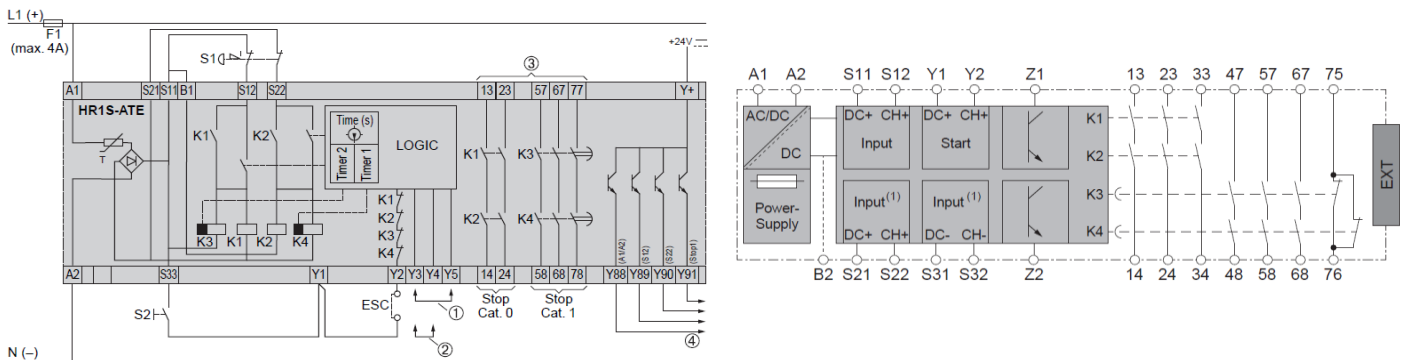 L1 (+)
F1
(max. 4A)
S1
③
+24V
A1 S21 S11 B1 S12 S22 13 23 57 67 77 Y+
HR1S-ATE
T
K1 K2
Time (s)
Timer 2
Timer 1
LOGIC
K1 K3
K1
K2
K3
K4
K2 K4
K3 K1 K2 K4
(A1/A2)
(S12)
(S22)
(Stop1)
A2 S33 Y1 Y2 Y3 Y4 Y5 14 24 58 68 78 Y88 Y89 Y90 Y91
S2
ESC
①
②
Stop
Cat. 0
Stop
Cat. 1
④
N (–)
A1 A2 S11 S12 Y1 Y2 Z1 13 23 33 47 57 67 75
AC/DC
DC
DC+ CH+
Input
DC+ CH+
Start
K1
K2
K3
K4
Power-
Supply
Input(1)
DC+ CH+
Input(1)
DC- CH-
EXT
B2 S21 S22 S31 S32 Z2 14 24 34 48 58 68 76